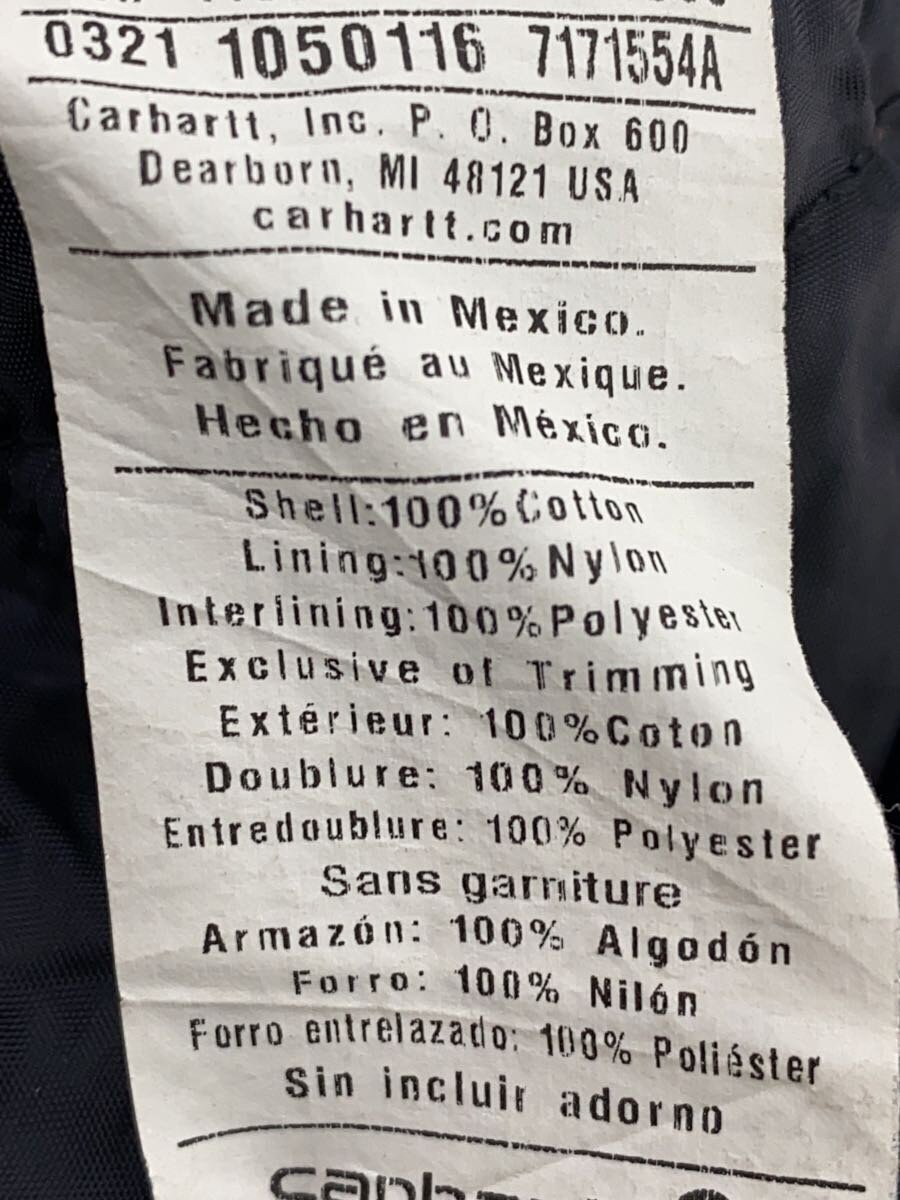 0321 1050116 7171554A
Carhartt, Inc. P. O. Box 600
Dearborn, MI 48121 USA
carhartt.com
Made in Mexico.
Fabriqué au Mexique.
Hecho en México.
Shell:100%Cotton
Lining:100%Nylon
Interlining:100%Polyester
Exclusive of Trimming
Extérieur: 100%Coton
Doublure: 100% Nylon
Entredoublure: 100% Polyester
Sans garniture
Armazón: 100% Algodón
Forro: 100% Nilón
Forro entrelazado: 100% Poliéster
Sin incluir adorno